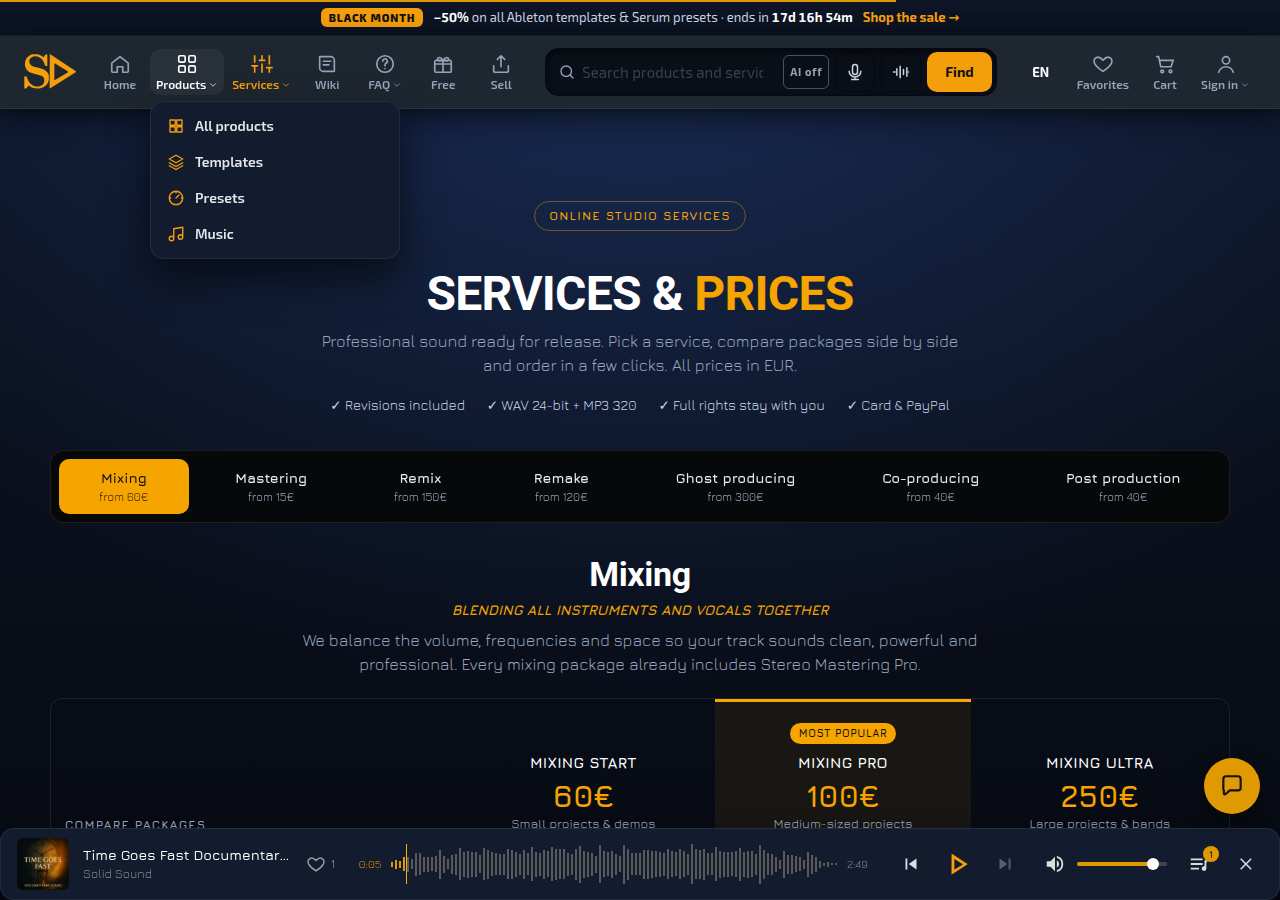 BLACK MONTH −50% on all Ableton templates & Serum presets · ends in 17d 16h 54m Shop the sale →
SD
Home Products Services Wiki FAQ Free Sell
Search products and servic AI off Find
EN Favorites Cart Sign in
All products
Templates
Presets
Music
ONLINE STUDIO SERVICES
SERVICES & PRICES
Professional sound ready for release. Pick a service, compare packages side by side
and order in a few clicks. All prices in EUR.
✓ Revisions included ✓ WAV 24-bit + MP3 320 ✓ Full rights stay with you ✓ Card & PayPal
Mixing Mastering Remix Remake Ghost producing Co-producing Post production
from 60€ from 15€ from 150€ from 120€ from 300€ from 40€ from 40€
Mixing
BLENDING ALL INSTRUMENTS AND VOCALS TOGETHER
We balance the volume, frequencies and space so your track sounds clean, powerful and
professional. Every mixing package already includes Stereo Mastering Pro.
MOST POPULAR
MIXING START MIXING PRO MIXING ULTRA
60€ 100€ 250€
COMPARE PACKAGES Small projects & demos Medium-sized projects Large projects & bands
TIME GOES
FAST
Time Goes Fast Documentar...
Solid Sound
1 0:05 2:49 1